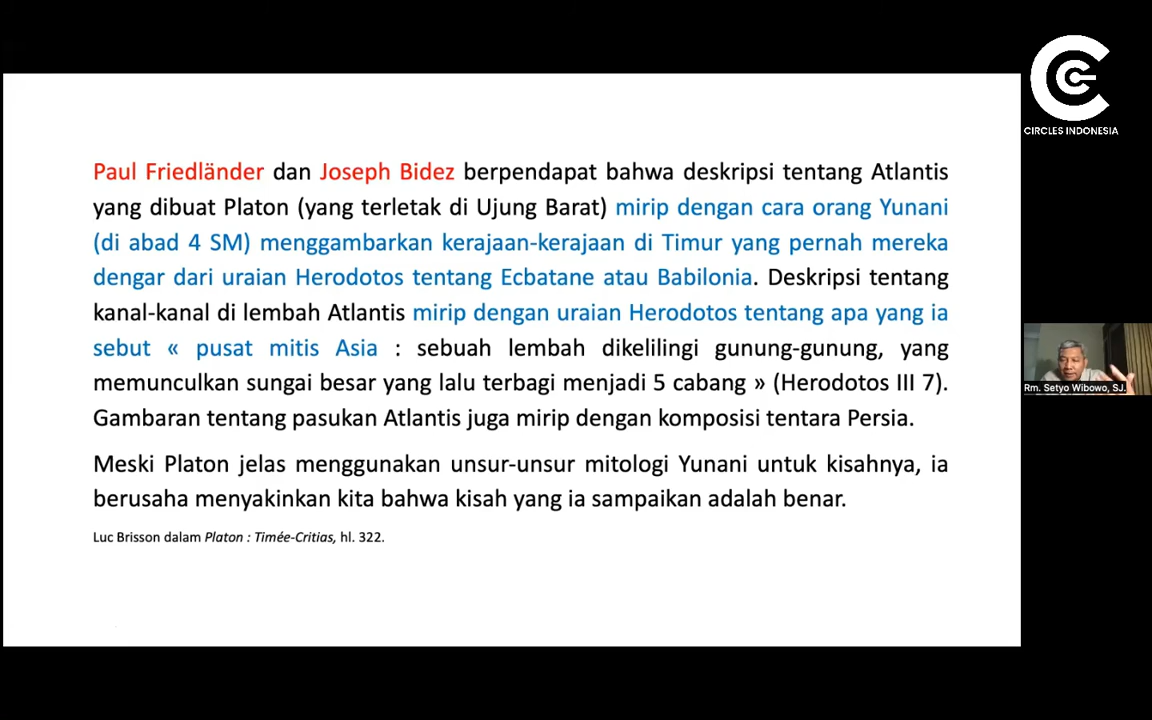 Paul Friedländer dan Joseph Bidez berpendapat bahwa deskripsi tentang Atlantis
yang dibuat Platon (yang terletak di Ujung Barat) mirip dengan cara orang Yunani
(di abad 4 SM) menggambarkan kerajaan-kerajaan di Timur yang pernah mereka
dengar dari uraian Herodotos tentang Ecbatane atau Babilonia. Deskripsi tentang
kanal-kanal di lembah Atlantis mirip dengan uraian Herodotos tentang apa yang ia
sebut « pusat mitis Asia : sebuah lembah dikelilingi gunung-gunung, yang
memunculkan sungai besar yang lalu terbagi menjadi 5 cabang » (Herodotos III 7).
Gambaran tentang pasukan Atlantis juga mirip dengan komposisi tentara Persia.
Meski Platon jelas menggunakan unsur-unsur mitologi Yunani untuk kisahnya, ia
berusaha menyakinkan kita bahwa kisah yang ia sampaikan adalah benar.
Luc Brisson dalam Platon : Timée-Critias, hl. 322.
CIRCLES INDONESIA
Rm. Setyo Wibowo, SJ.